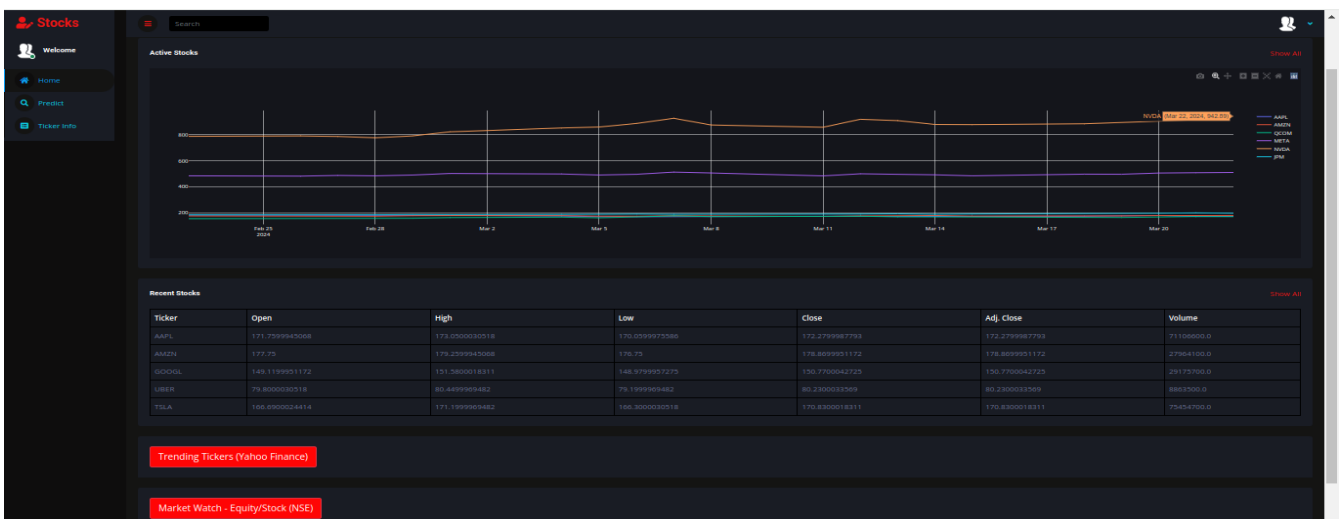 Stocks
Search
Welcome
Home
Predict
Ticker Info
Active Stocks Show All
800
600
400
200
NVDA (Mar 22, 2024, 942.89)
AAPL
AMZN
QCOM
META
NVDA
JPM
Feb 25 Feb 28 Mar 2 Mar 5 Mar 8 Mar 11 Mar 14 Mar 17 Mar 20
2024
Recent Stocks Show All
Ticker Open High Low Close Adj. Close Volume
AAPL 171.7599945068 173.0500030518 170.0599975586 172.2799987793 172.2799987793 71106600.0
AMZN 177.75 179.2599945068 176.75 178.8699951172 178.8699951172 27964100.0
GOOGL 149.1199951172 151.5800018311 148.9799957275 150.7700042725 150.7700042725 29175700.0
UBER 79.8000030518 80.4499969482 79.1999969482 80.2300033569 80.2300033569 8863500.0
TSLA 166.6900024414 171.1999969482 166.3000030518 170.8300018311 170.8300018311 75454700.0
Trending Tickers (Yahoo Finance)
Market Watch - Equity/Stock (NSE)